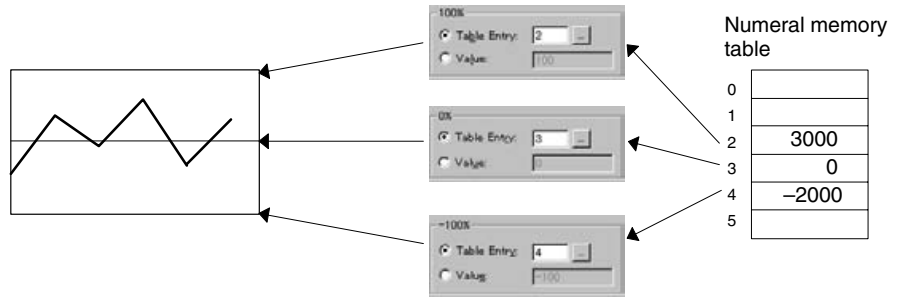 100%
Table Entry: 2 ...
Value: 100
0%
Table Entry: 3 ...
Value: 0
-100%
Table Entry: 4 ...
Value: -100
Numeral memory
table
0
1
2 3000
3 0
4 –2000
5